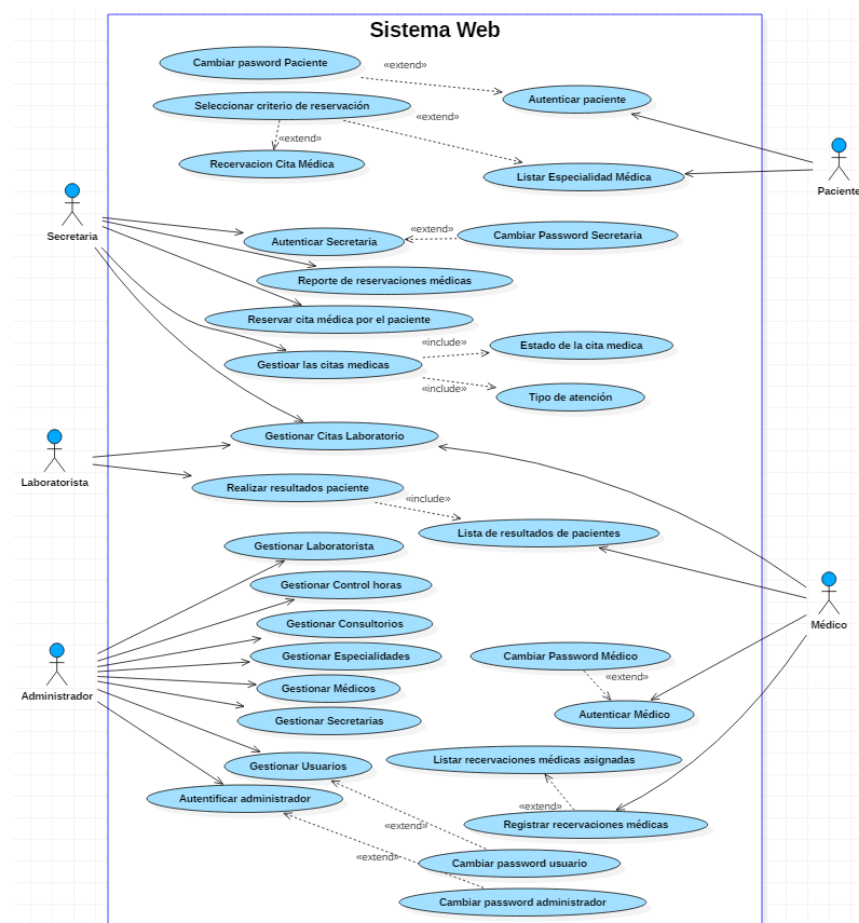 Sistema Web
Cambiar pasword Paciente
«extend»
Autenticar paciente
Seleccionar criterio de reservación
«extend»
«extend»
Recervacion Cita Médica
Listar Especialidad Médica
Paciente
Secretaria
Autenticar Secretaria
«extend»
Cambiar Password Secretaria
Reporte de reservaciones médicas
Reservar cita médica por el paciente
«include»
Estado de la cita medica
Gestioar las citas medicas
«include»
Tipo de atención
Gestionar Citas Laboratorio
Laboratorista
Realizar resultados paciente
«include»
Lista de resultados de pacientes
Gestionar Laboratorista
Gestionar Control horas
Gestionar Consultorios
Médico
Gestionar Especialidades
Cambiar Password Médico
«extend»
Administrador
Gestionar Médicos
Autenticar Médico
Gestionar Secretarias
Gestionar Usuarios
Listar recervaciones médicas asignadas
Autentificar administrador
«extend»
Registrar recervaciones médicas
«extend»
«extend»
Cambiar password usuario
Cambiar password administrador